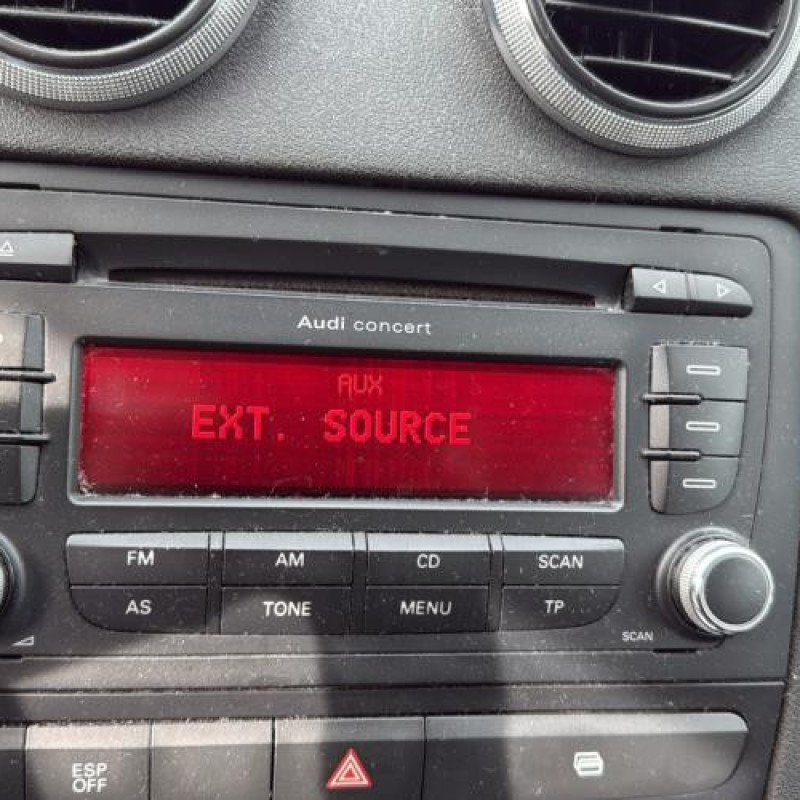 Audi concert
AUX
EXT. SOURCE
FM AM CD SCAN
AS TONE MENU TP
SCAN
ESP
OFF